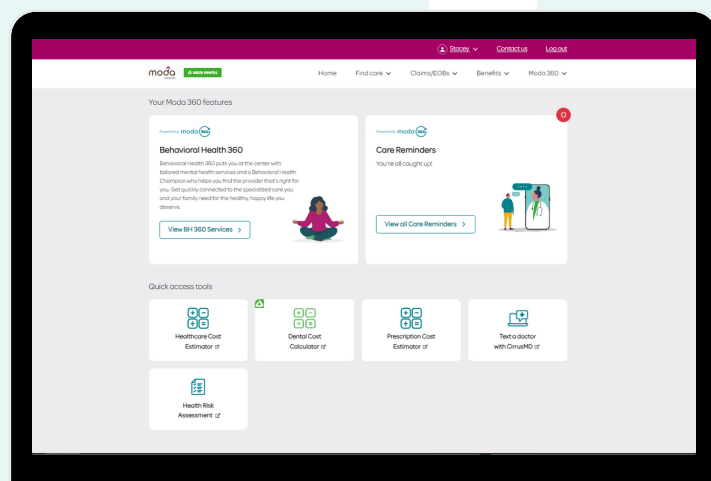 Stacey
Contact us
Log out
moda
HEALTH
Home
Find care
Claims/EOBs
Benefits
Moda 360
Your Moda 360 features
Powered by moda 360
Behavioral Health 360
Behavioral Health 360 puts you at the center with
tailored mental health services and a Behavioral Health
Champion who helps you find the provider that's right for
you. Get quickly connected to the specialized care you
and your family need for the healthy, happy life you
deserve.
View BH 360 Services >
Powered by moda 360
0
Care Reminders
You're all caught up!
View all Care Reminders >
Quick access tools
Healthcare Cost
Estimator
Dental Cost
Calculator
Prescription Cost
Estimator
Text a doctor
with CirrusMD
Health Risk
Assessment